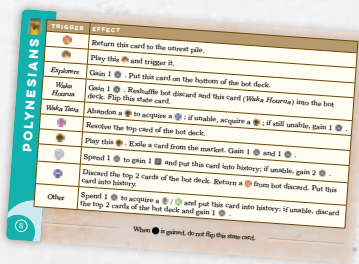 POLYNESIANS
TRIGGER EFFECT
Return this card to the unrest pile.
Play this and trigger it.
Explorers Gain 1 . Put this card on the bottom of the bot deck.
Waka Hourua Gain 1 . Reshuffle bot discard and this card (Waka Hourua) into the bot
deck. Flip this state card.
Waka Taua Abandon a to acquire a ; if unable, acquire a ; if still unable, gain 1 .
Resolve the top card of the bot deck.
Play this . Exile a card from the market. Gain 1 and 1 .
Spend 1 to gain 1 and put this card into history; if unable, gain 2 .
Discard the top 2 cards of the bot deck. Return a from bot discard. Put this
card into history.
Other Spend 1 to acquire a / and put this card into history; if unable, discard
the top 2 cards of the bot deck and gain 1 .
When is gained, do not flip this state card.
S